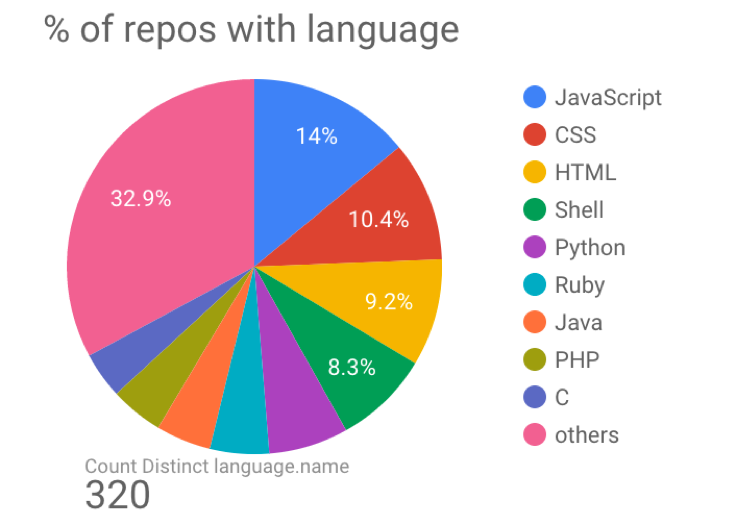 % of repos with language
14%
10.4%
9.2%
8.3%
32.9%
JavaScript
CSS
HTML
Shell
Python
Ruby
Java
PHP
C
others
Count Distinct language.name
320